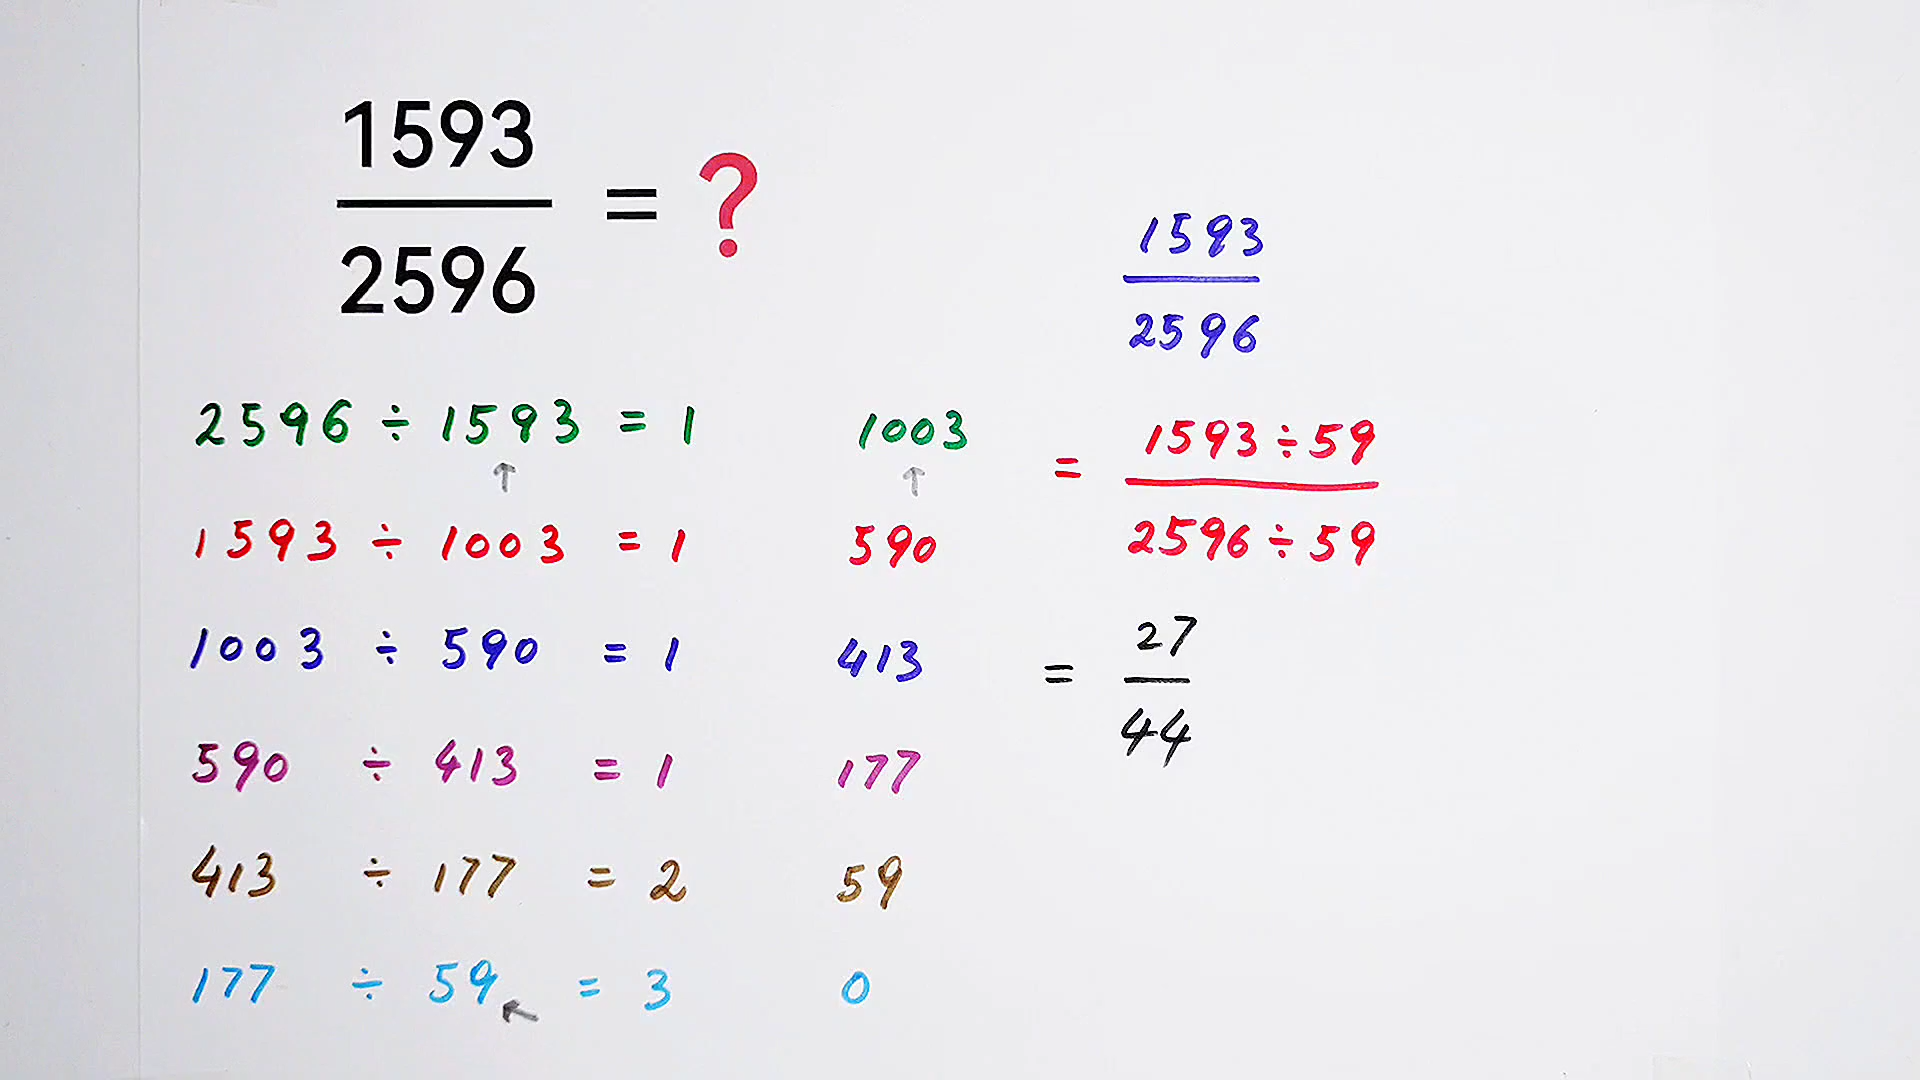 1593
2596
= ?
2596 ÷ 1593 = 1 1003
↑ ↑
1593 ÷ 1003 = 1 590
1003 ÷ 590 = 1 413
590 ÷ 413 = 1 177
413 ÷ 177 = 2 59
177 ÷ 59 = 3 0
↖
1593
2596
= 1593÷59
2596÷59
= 27
44